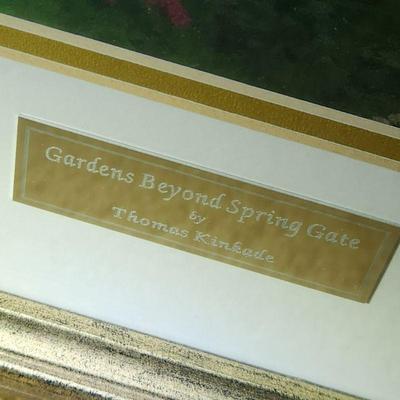 Gardens Beyond Spring Gate
by
Thomas Kinkade